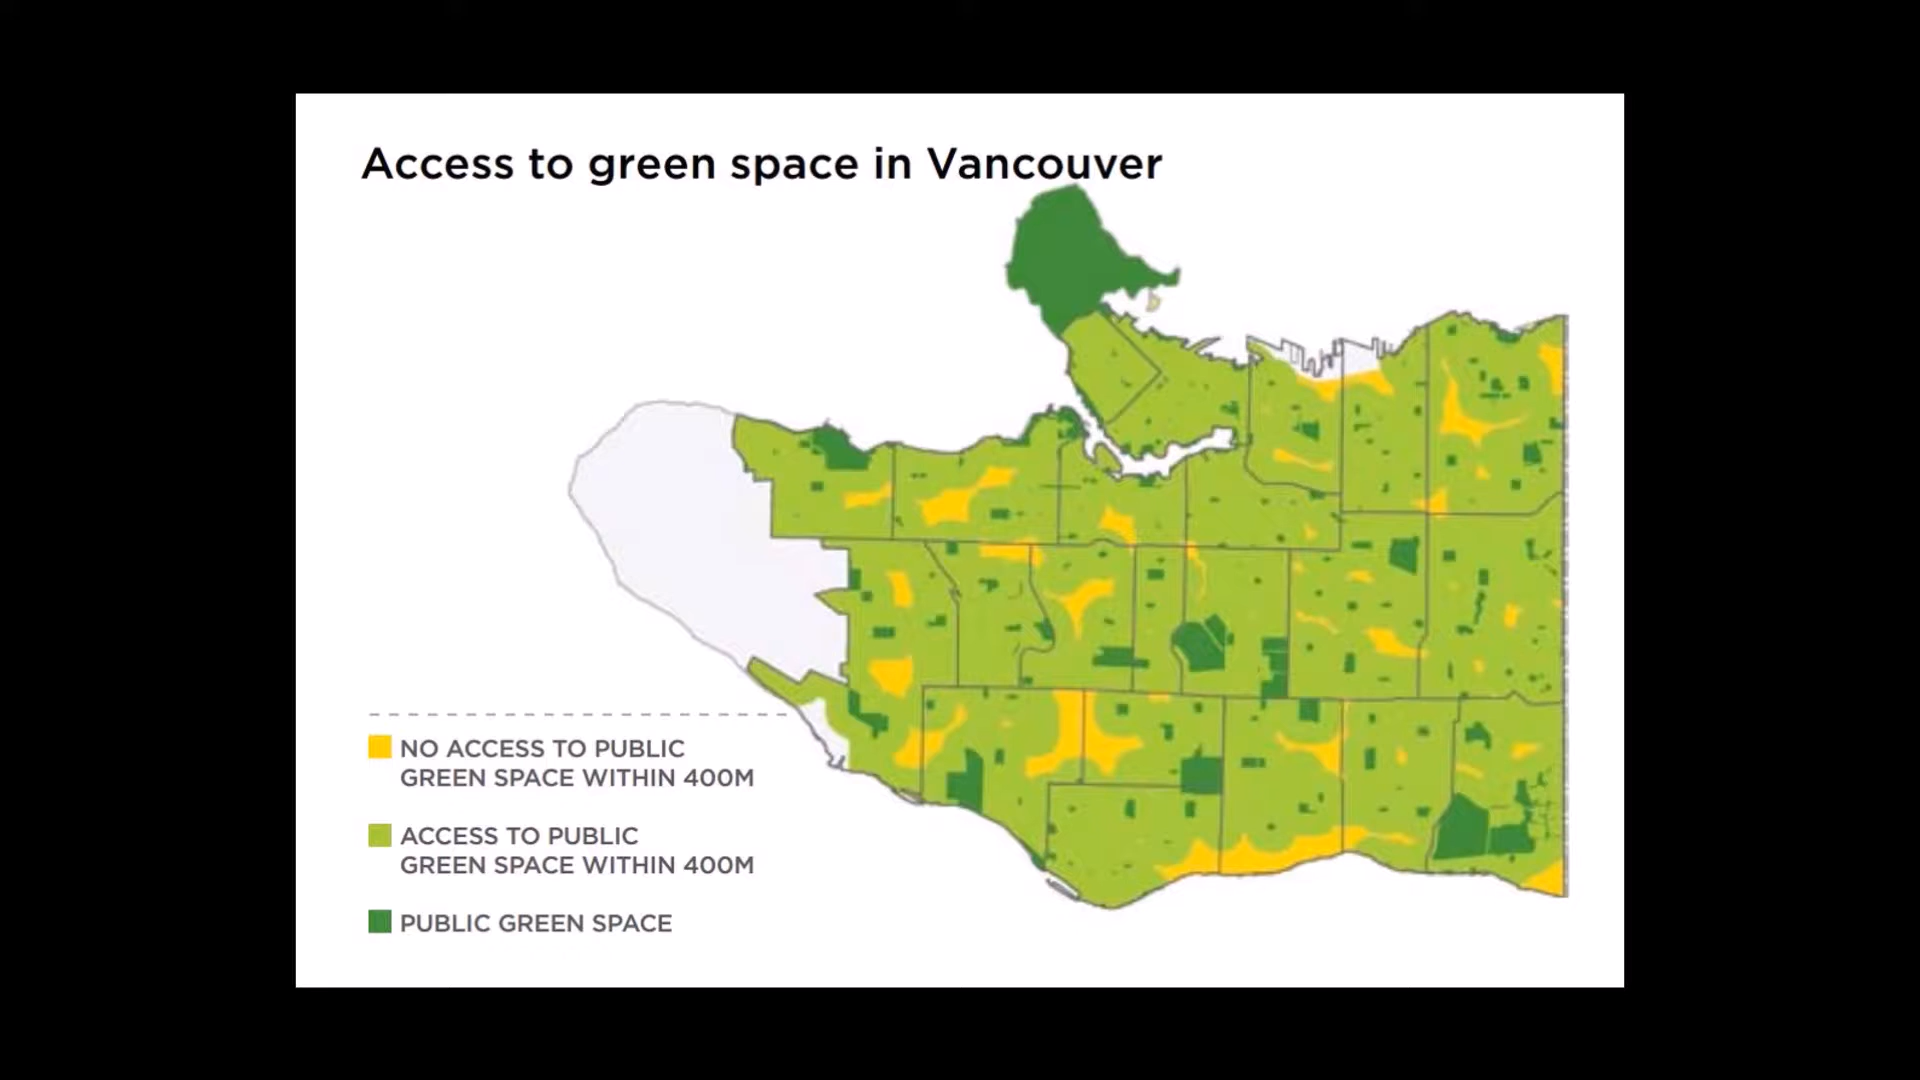 Access to green space in Vancouver
NO ACCESS TO PUBLIC
GREEN SPACE WITHIN 400M
ACCESS TO PUBLIC
GREEN SPACE WITHIN 400M
PUBLIC GREEN SPACE